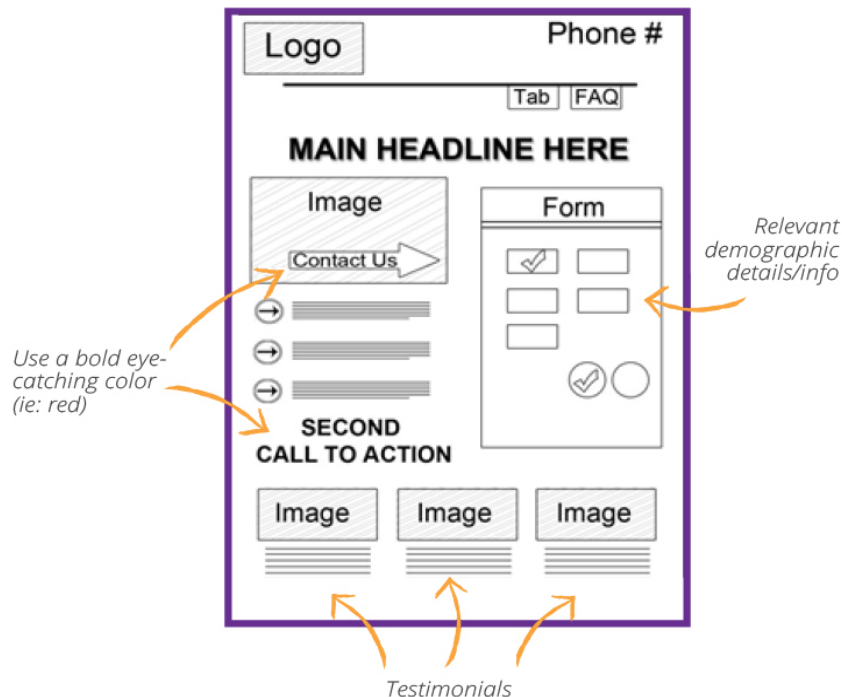 Logo
Phone #
Tab
FAQ
MAIN HEADLINE HERE
Image
Contact Us
Form
Relevant
demographic
details/info
Use a bold eye-
catching color
(ie: red)
SECOND
CALL TO ACTION
Image
Image
Image
Testimonials